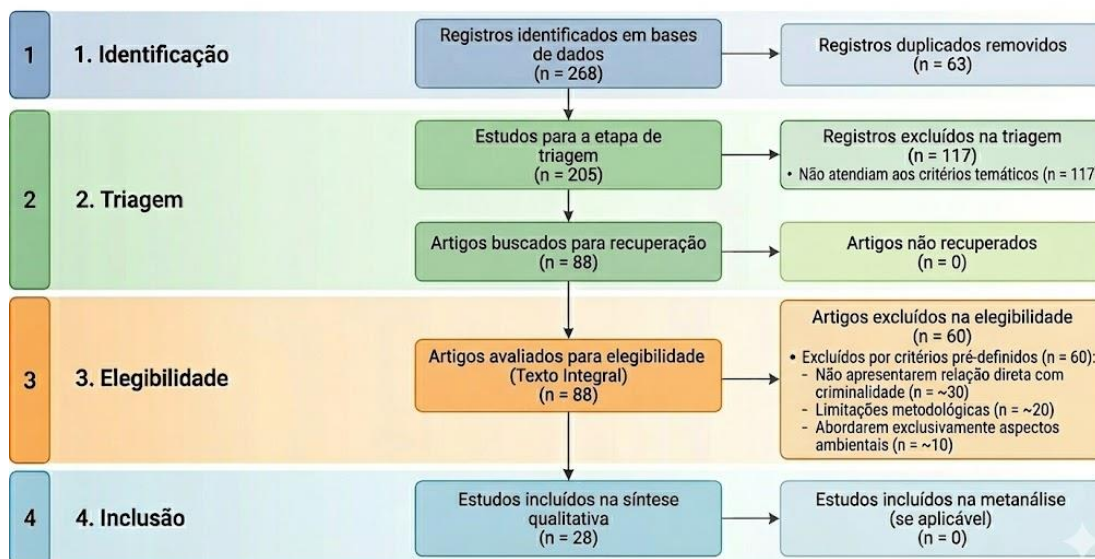 1
1. Identificação
Registros identificados em bases
de dados
(n = 268)
Registros duplicados removidos
(n = 63)
2
2. Triagem
Estudos para a etapa de
triagem
(n = 205)
Registros excluídos na triagem
(n = 117)
• Não atendiam aos critérios temáticos (n = 117
Artigos buscados para recuperação
(n = 88)
Artigos não recuperados
(n = 0)
3
3. Elegibilidade
Artigos avaliados para elegibilidade
(Texto Integral)
(n = 88)
Artigos excluídos na elegibilidade
(n = 60)
• Excluídos por critérios pré-definidos (n = 60):
- Não apresentarem relação direta com
criminalidade (n = ~30)
- Limitações metodológicas (n = ~20)
- Abordarem exclusivamente aspectos
ambientais (n = ~10)
4
4. Inclusão
Estudos incluídos na síntese
qualitativa
(n = 28)
Estudos incluídos na metanálise
(se aplicável)
(n = 0)